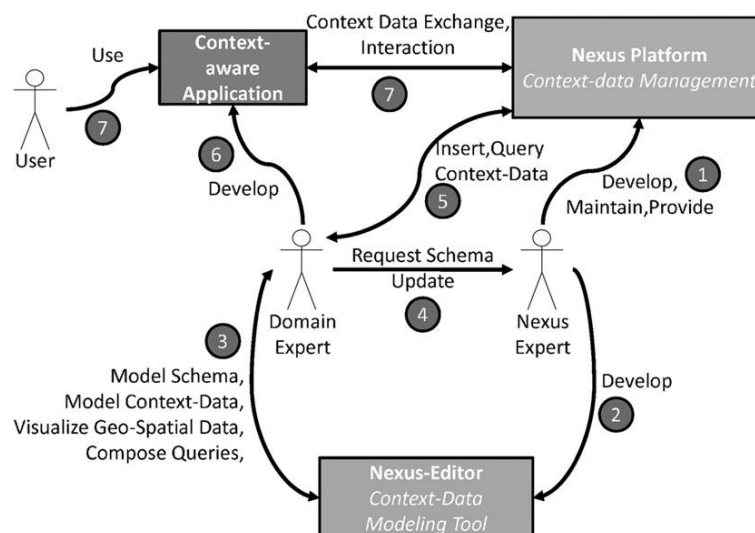 Context-
aware
Application
Context Data Exchange,
Interaction
7
Nexus Platform
Context-data Management
Use
7
User
6
Develop
Insert,Query
Context-Data
5
1
Develop,
Maintain,Provide
Request Schema
Update
4
Domain
Expert
Nexus
Expert
3
Model Schema,
Model Context-Data,
Visualize Geo-Spatial Data,
Compose Queries,
Develop
2
Nexus-Editor
Context-Data
Modeling Tool